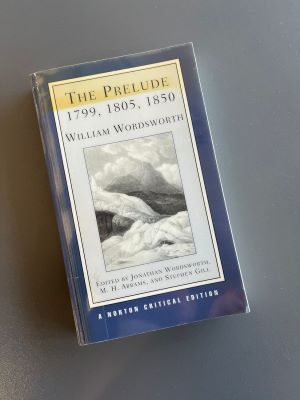 THE PRELUDE
1799, 1805, 1850
WILLIAM WORDSWORTH
EDITED BY JONATHAN WORDSWORTH,
M. H. ABRAMS, AND STEPHEN GILL
A NORTON CRITICAL EDITION